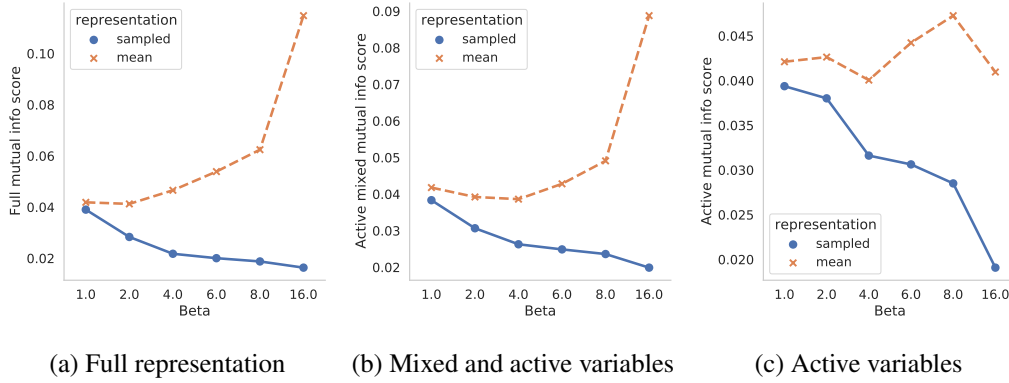 representation
sampled
mean
Full mutual info score
0.10
0.08
0.06
0.04
0.02
1.0 2.0 4.0 6.0 8.0 16.0
Beta
(a) Full representation
representation
sampled
mean
Active mixed mutual info score
0.09
0.08
0.07
0.06
0.05
0.04
0.03
0.02
1.0 2.0 4.0 6.0 8.0 16.0
Beta
(b) Mixed and active variables
Active mutual info score
0.045
0.040
0.035
0.030
0.025
0.020
representation
sampled
mean
1.0 2.0 4.0 6.0 8.0 16.0
Beta
(c) Active variables